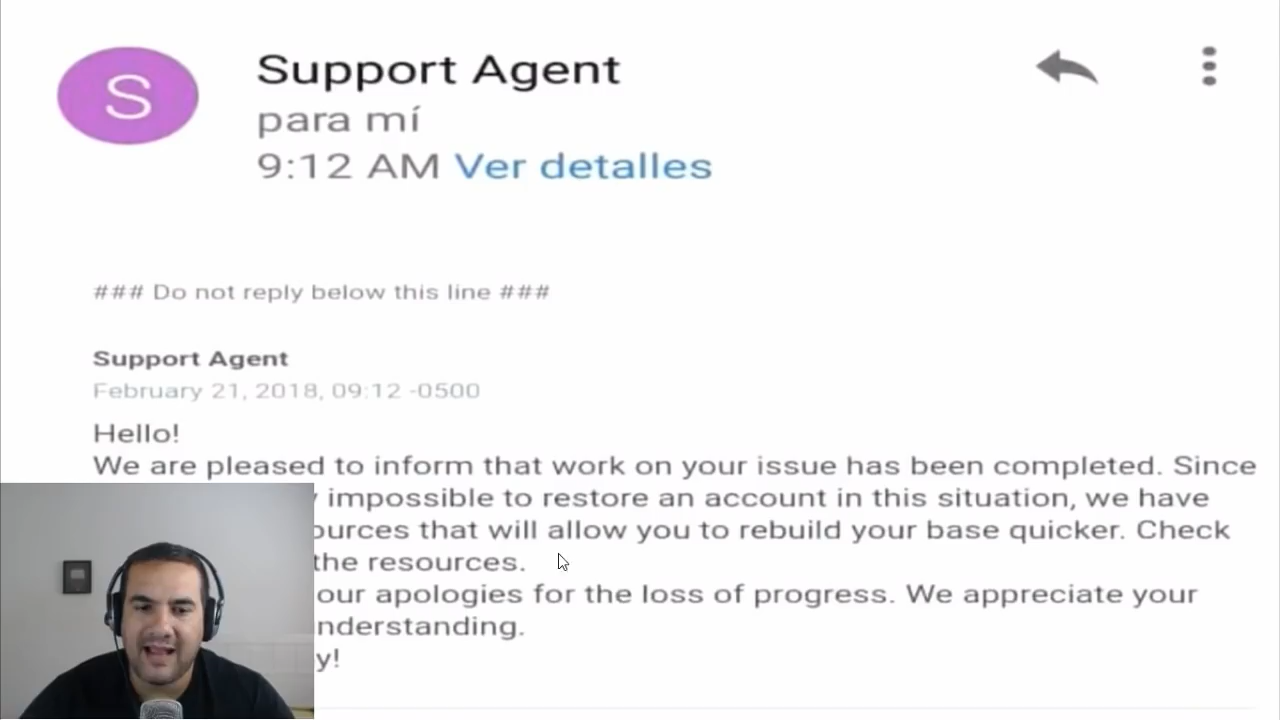 S
Support Agent
para mí
9:12 AM Ver detalles
### Do not reply below this line ###
Support Agent
February 21, 2018, 09:12 -0500
Hello!
We are pleased to inform that work on your issue has been completed. Since
impossible to restore an account in this situation, we have
ources that will allow you to rebuild your base quicker. Check
the resources.
our apologies for the loss of progress. We appreciate your
nderstanding.
y!